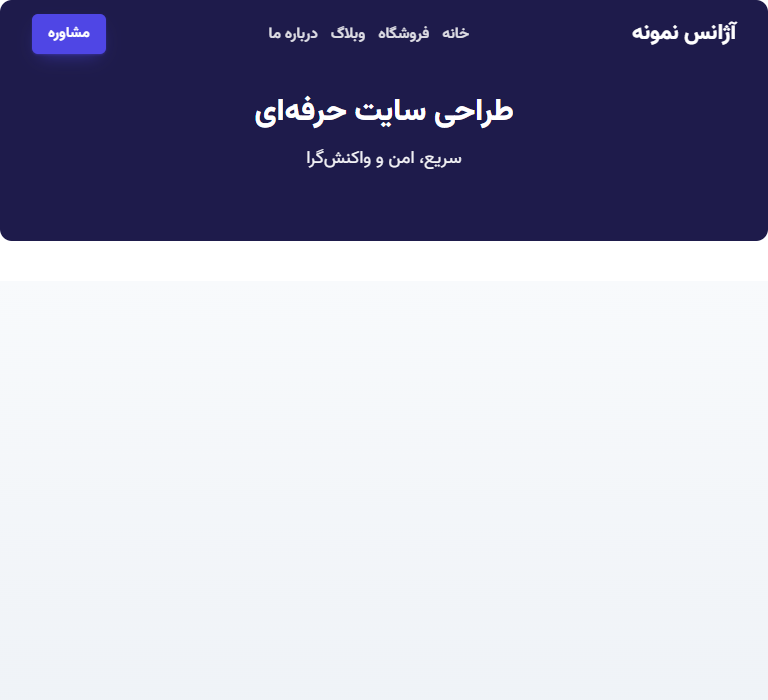 آژانس نمونه
خانه فروشگاه وبلاگ درباره ما
مشاوره
طراحی سایت حرفه‌ای
سریع، امن و واکنش‌گرا